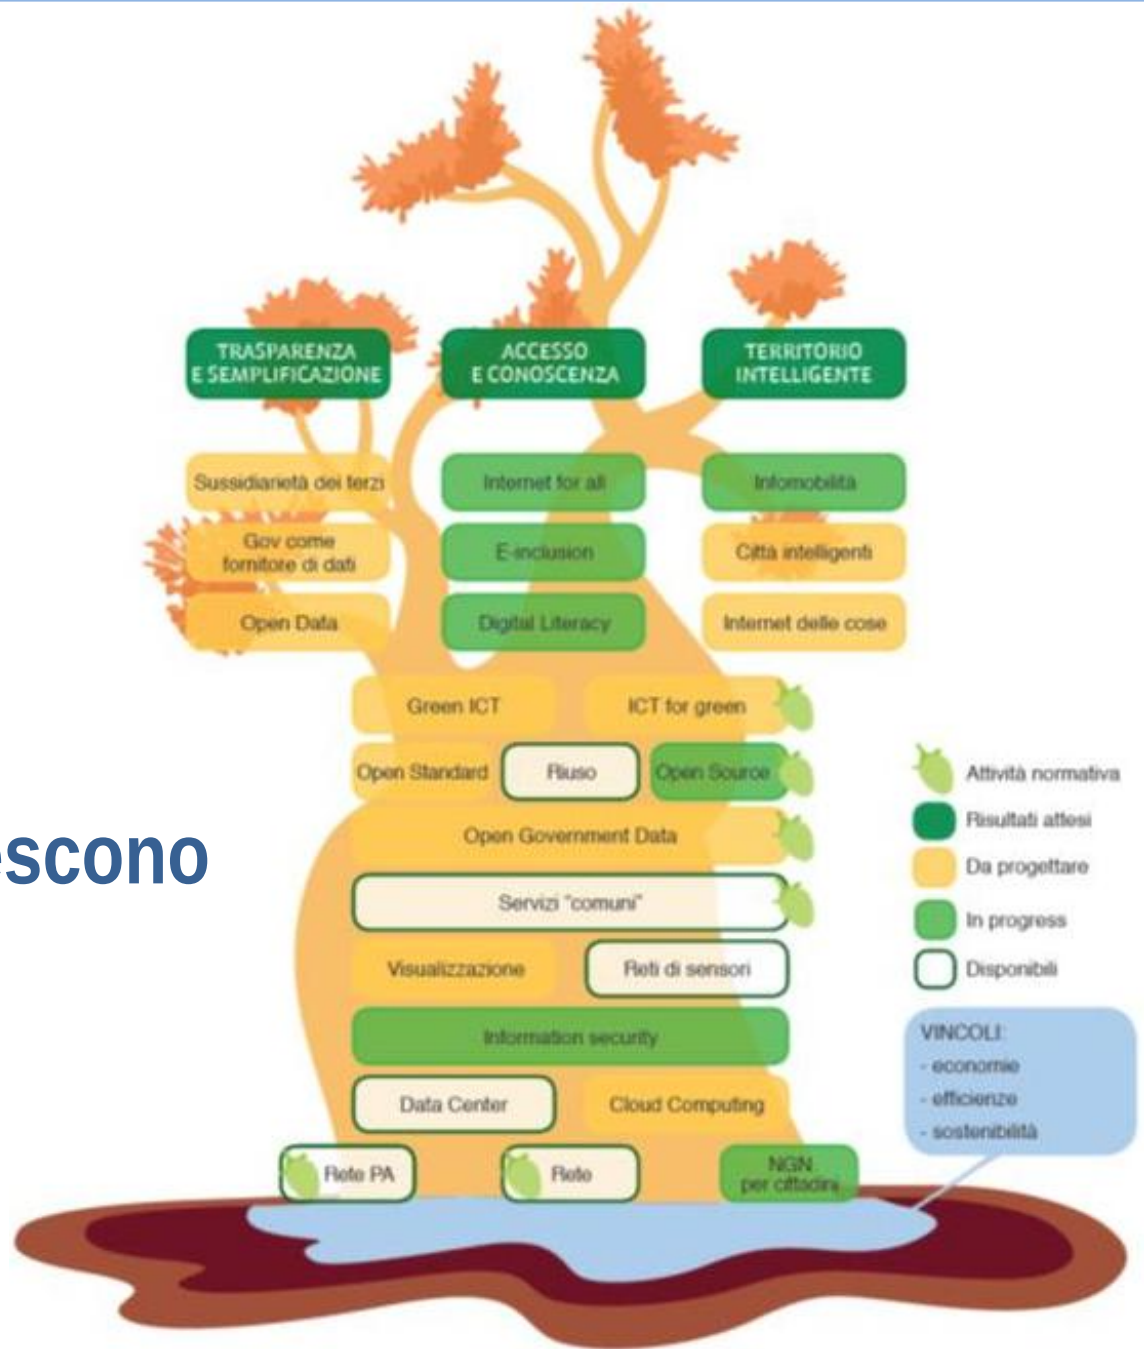 TRASPARENZA
E SEMPLIFICAZIONE
ACCESSO
E CONOSCENZA
TERRITORIO
INTELLIGENTE
Sussidiarietà dei terzi
Internet for all
Infomobilità
Gov come
fornitore di dati
E-inclusion
Città intelligenti
Open Data
Digital Literacy
Internet delle cose
Green ICT
ICT for green
Open Standard
Riuso
Open Source
Open Government Data
Servizi "comuni"
Visualizzazione
Reti di sensori
Information security
Data Center
Cloud Computing
Rete PA
Rete
NGN
per cittadini
escono
Attività normativa
Risultati attesi
Da progettare
In progress
Disponibili
VINCOLI:
- economie
- efficienze
- sostenibilità